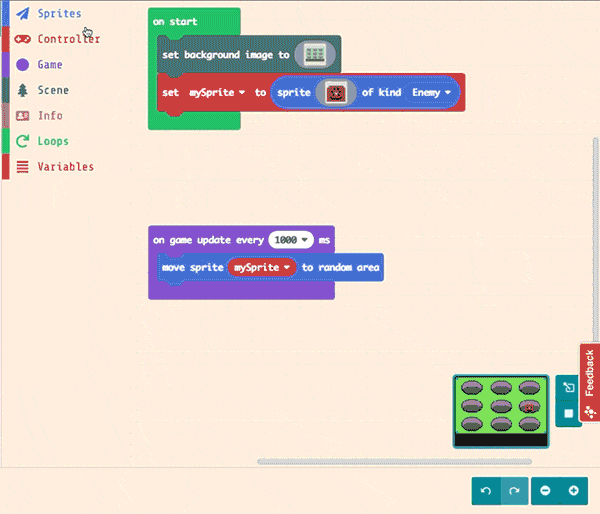 Sprites
Controller
Game
Scene
Info
Loops
Variables
on start
set background image to
set mySprite to sprite of kind Enemy
on game update every 1000 ms
move sprite mySprite to random area
Feedback